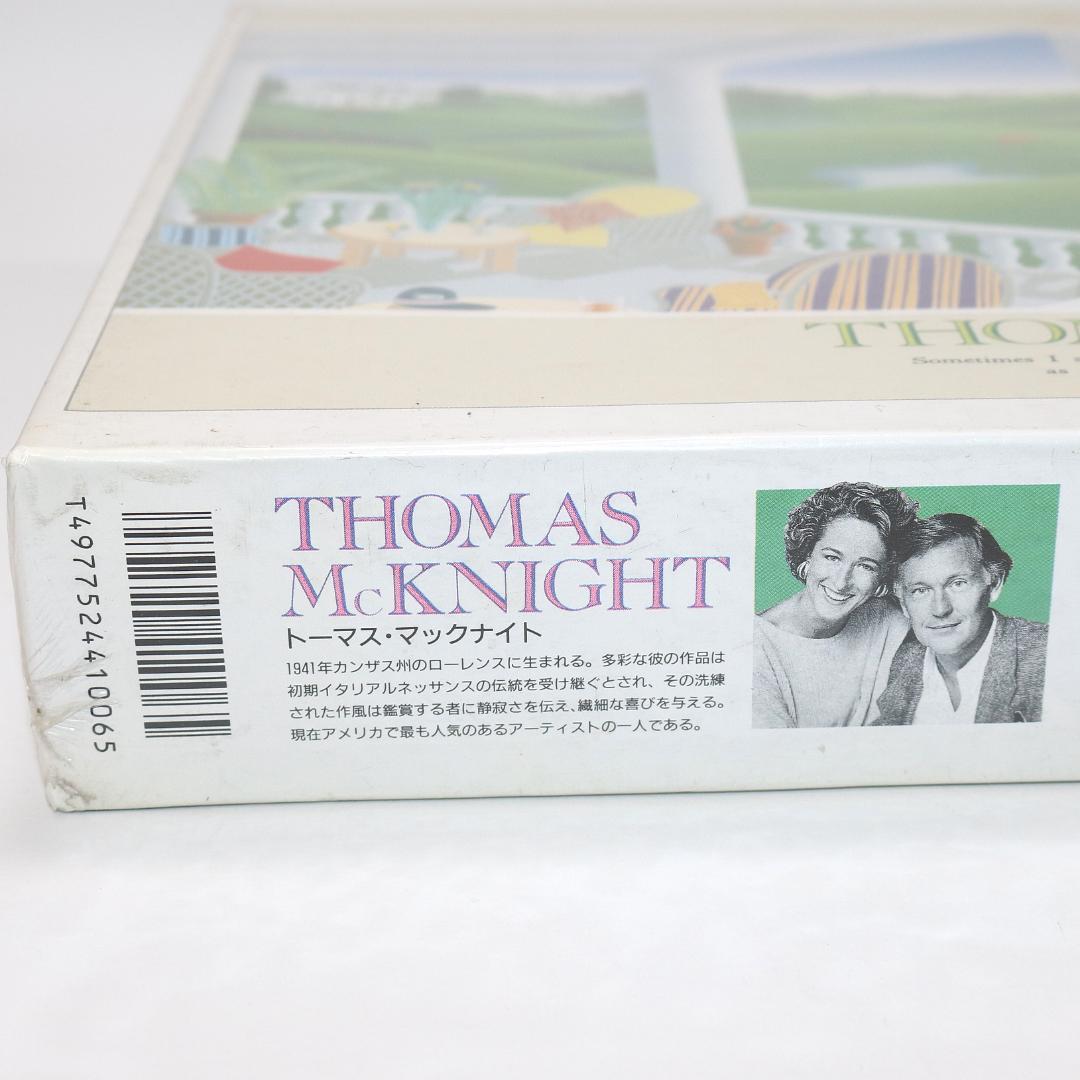 THO
Sometimes I
as
THOMAS
McKNIGHT
トーマス・マックナイト
1941年カンザス州のローレンスに生まれる。多彩な彼の作品は
初期イタリアルネッサンスの伝統を受け継ぐとされ、その洗練
された作風は鑑賞する者に静寂さを伝え、繊細な喜びを与える。
現在アメリカで最も人気のあるアーティストの一人である。
T4977524410065